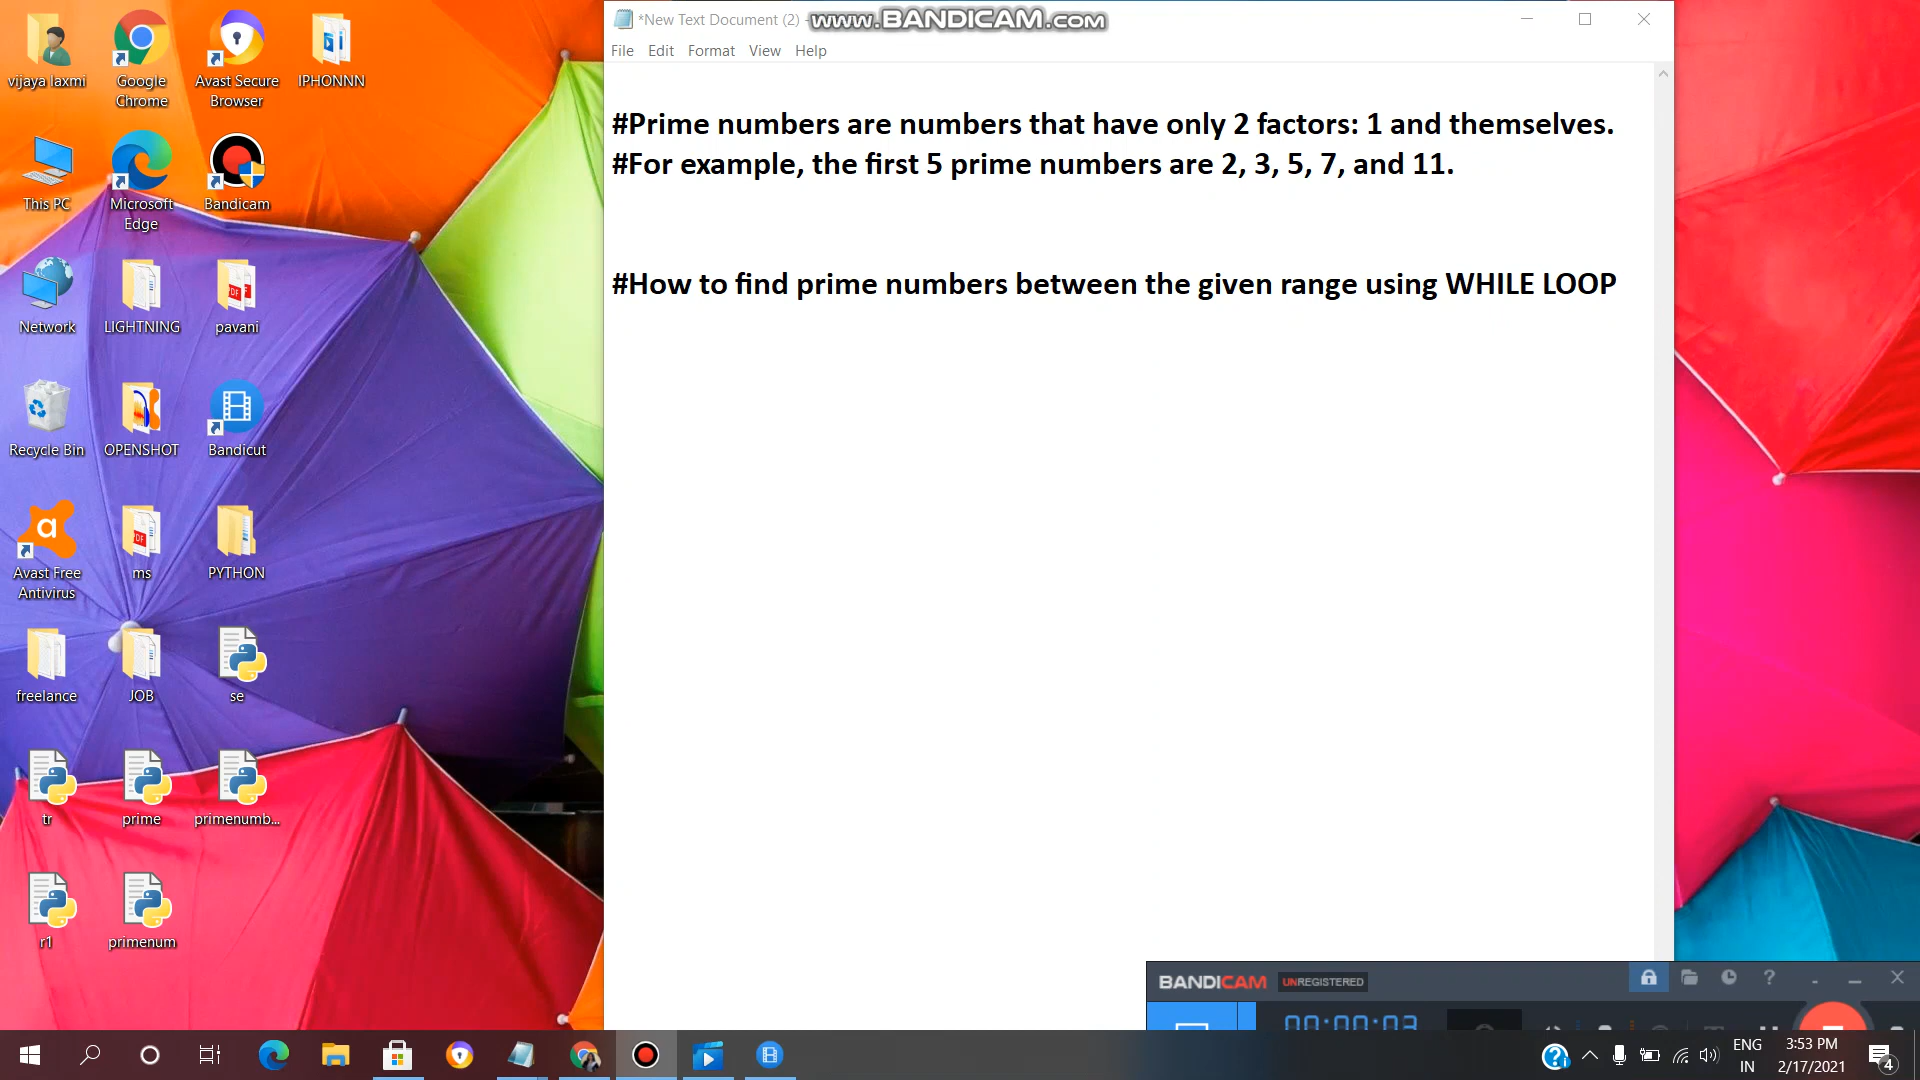 *New Text Document (2)
www.BANDICAM.com
File Edit Format View Help
#Prime numbers are numbers that have only 2 factors: 1 and themselves.
#For example, the first 5 prime numbers are 2, 3, 5, 7, and 11.
#How to find prime numbers between the given range using WHILE LOOP
vijaya laxmi
Google Chrome
Avast Secure Browser
IPHONNN
This PC
Microsoft Edge
Bandicam
Network
LIGHTNING
pavani
Recycle Bin
OPENSHOT
Bandicut
Avast Free Antivirus
ms
PYTHON
freelance
JOB
se
tr
prime
primenumb...
r1
primenum
BANDICAM UNREGISTERED
00:00:03
ENG
IN
3:53 PM
2/17/2021
4